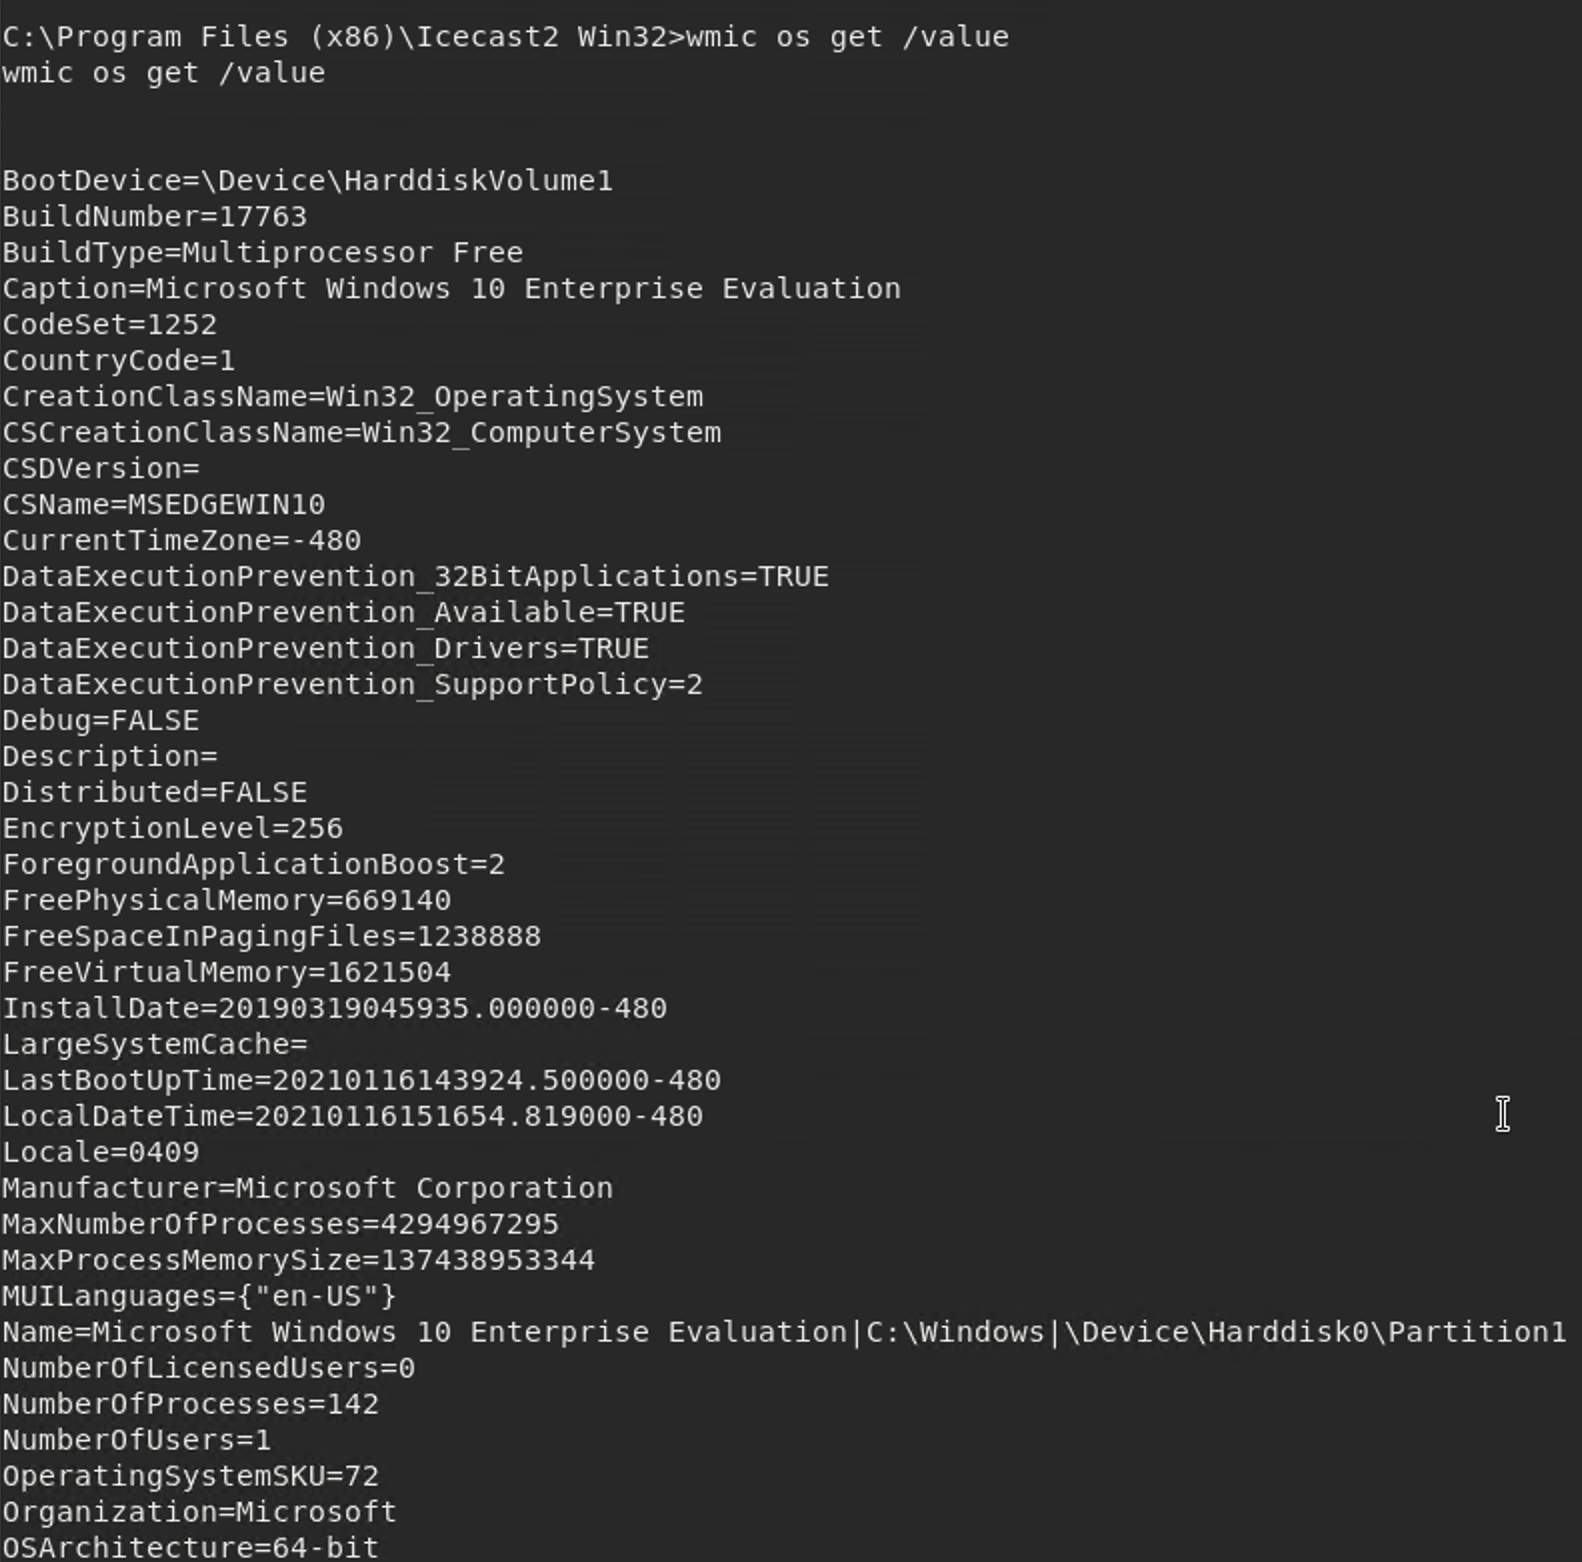 C:\Program Files (x86)\Icecast2 Win32>wmic os get /value
wmic os get /value
BootDevice=\Device\HarddiskVolume1
BuildNumber=17763
BuildType=Multiprocessor Free
Caption=Microsoft Windows 10 Enterprise Evaluation
CodeSet=1252
CountryCode=1
CreationClassName=Win32_OperatingSystem
CSCreationClassName=Win32_ComputerSystem
CSDVersion=
CSName=MSEDGEWIN10
CurrentTimeZone=-480
DataExecutionPrevention_32BitApplications=TRUE
DataExecutionPrevention_Available=TRUE
DataExecutionPrevention_Drivers=TRUE
DataExecutionPrevention_SupportPolicy=2
Debug=FALSE
Description=
Distributed=FALSE
EncryptionLevel=256
ForegroundApplicationBoost=2
FreePhysicalMemory=669140
FreeSpaceInPagingFiles=1238888
FreeVirtualMemory=1621504
InstallDate=20190319045935.000000-480
LargeSystemCache=
LastBootUpTime=20210116143924.500000-480
LocalDateTime=20210116151654.819000-480
Locale=0409
Manufacturer=Microsoft Corporation
MaxNumberOfProcesses=4294967295
MaxProcessMemorySize=137438953344
MUILanguages={"en-US"}
Name=Microsoft Windows 10 Enterprise Evaluation|C:\Windows|\Device\Harddisk0\Partition1
NumberOfLicensedUsers=0
NumberOfProcesses=142
NumberOfUsers=1
OperatingSystemSKU=72
Organization=Microsoft
OSArchitecture=64-bit